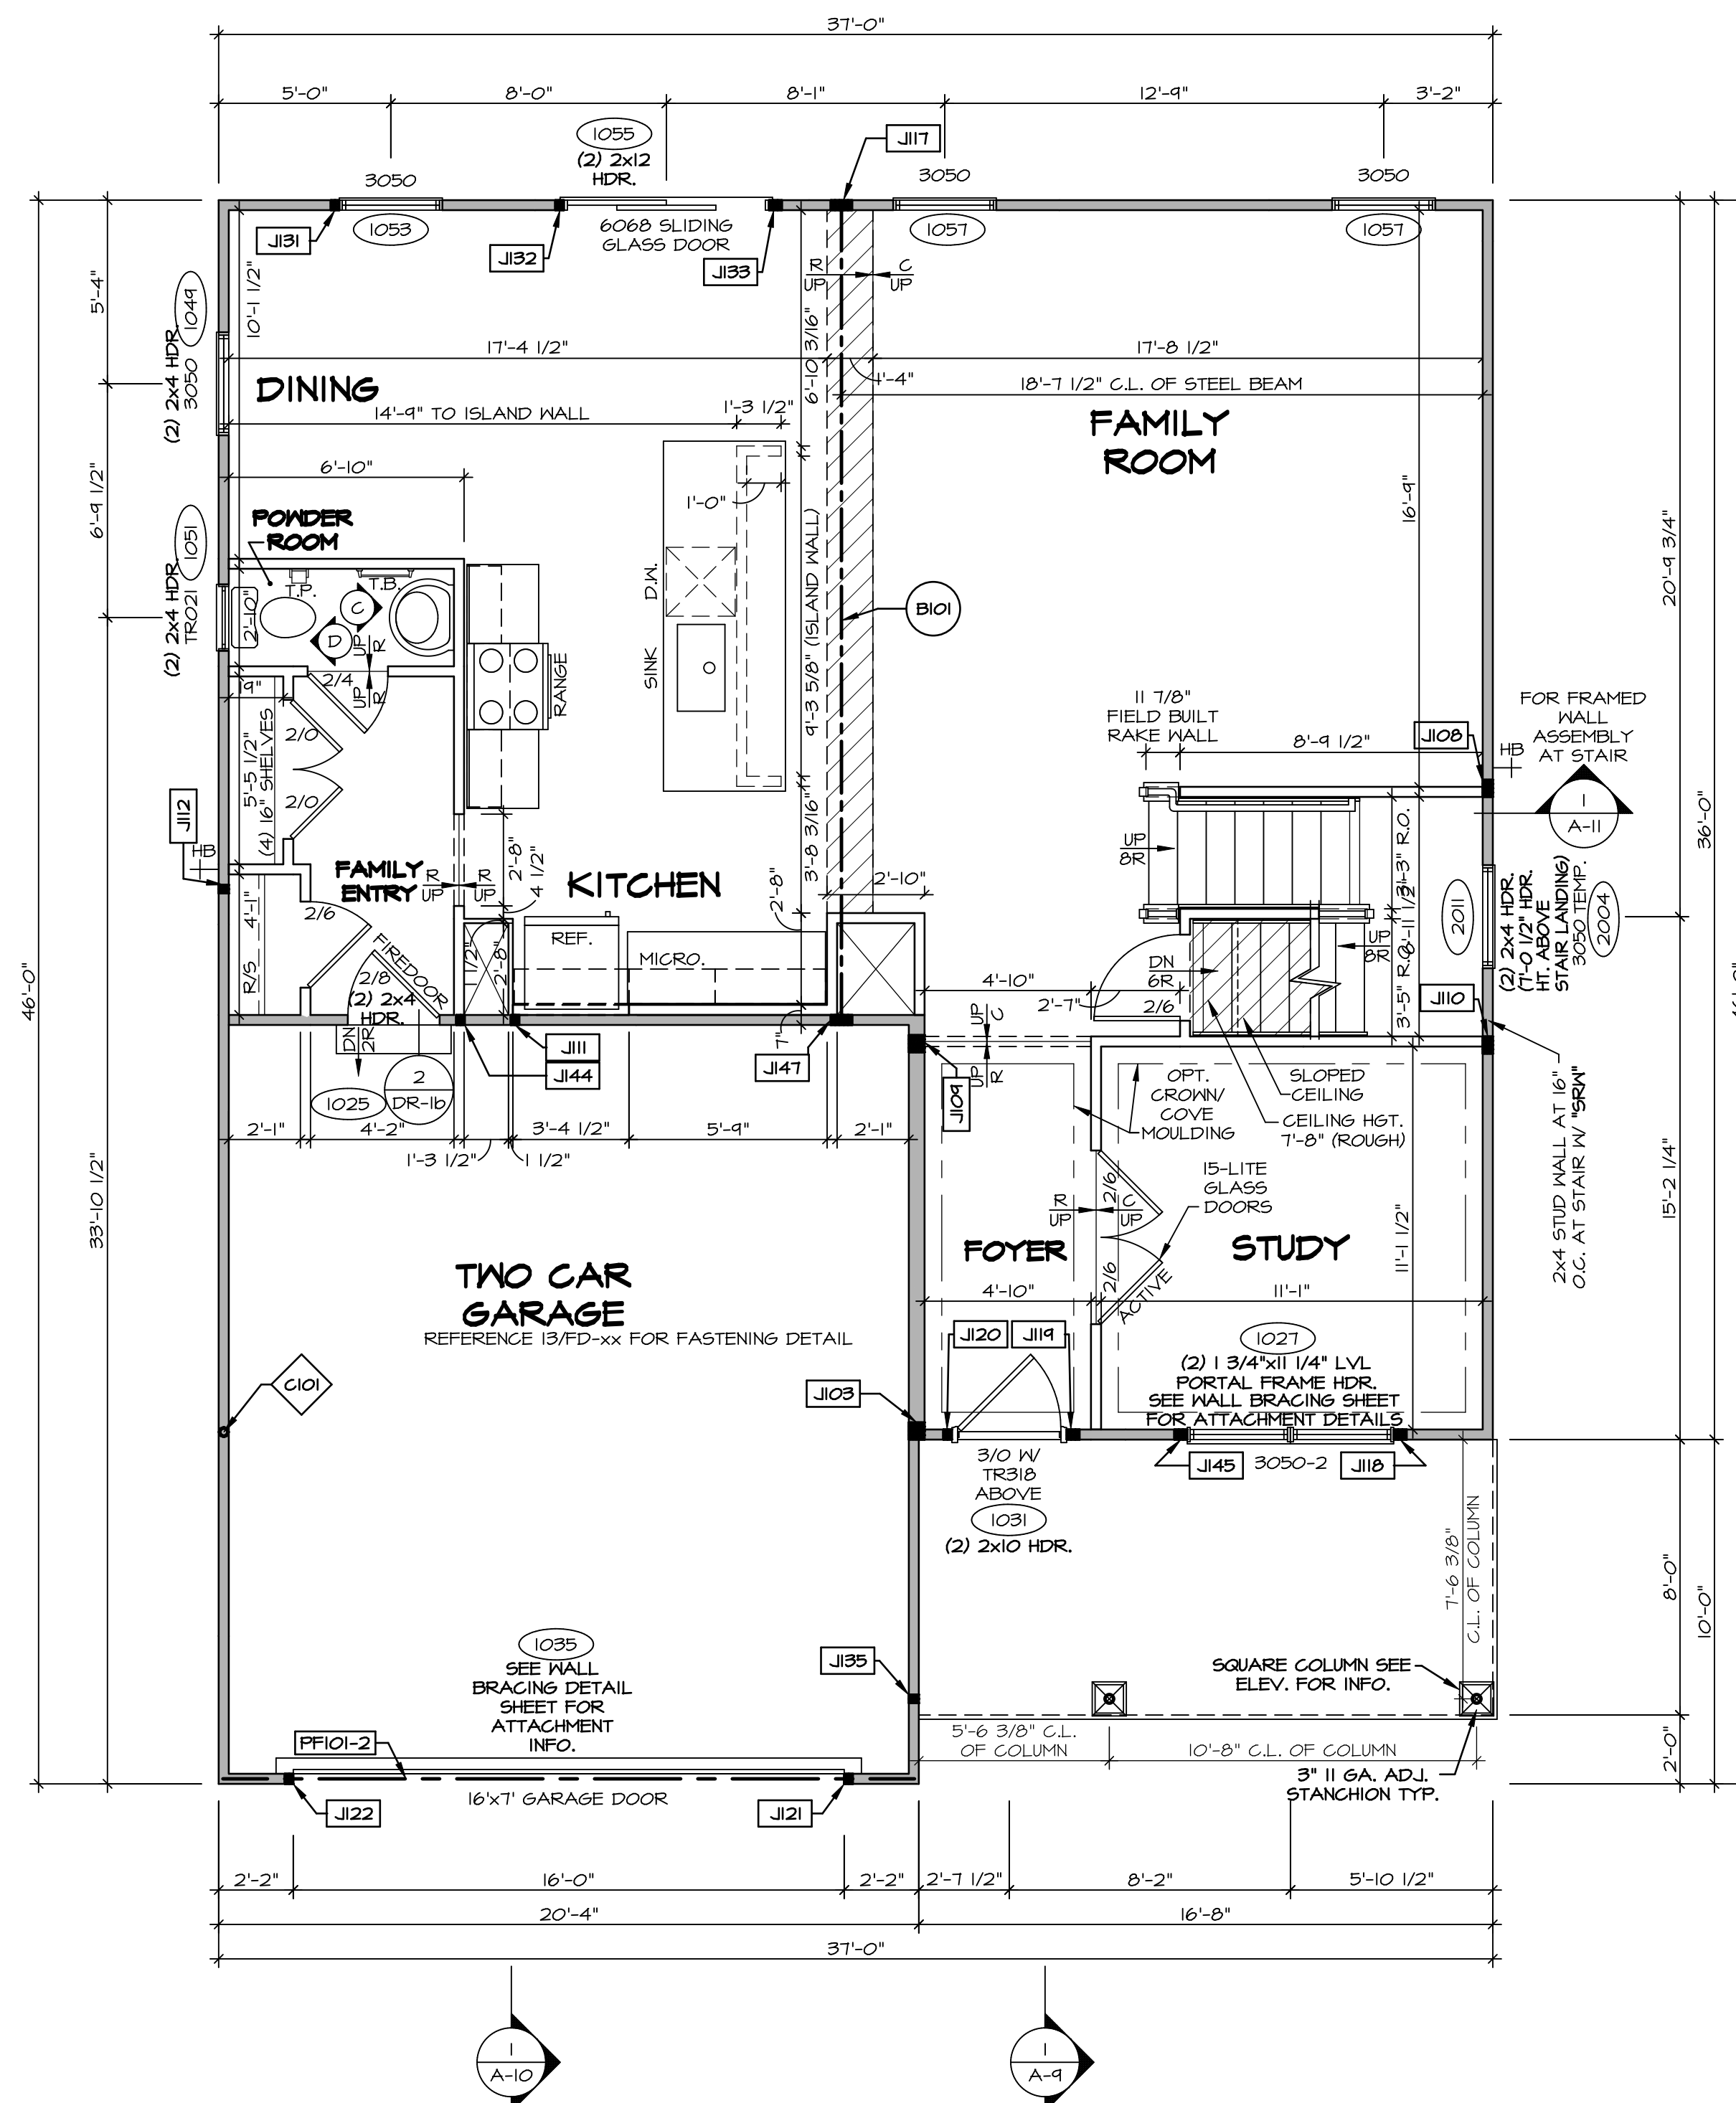 37'-0"
5'-0"
8'-0"
8'-1"
12'-9"
3'-2"
1055
(2) 2x12
HDR.
J117
3050
3050
3050
1053
6068 SLIDING
GLASS DOOR
1057
1057
J131
J132
J133
R
UP
C
UP
5'-4"
1049
(2) 2x4 HDR.
3050
10'-1 1/2"
17'-4 1/2"
6'-10 3/16"
1'-4"
17'-8 1/2"
18'-7 1/2" C.L. OF STEEL BEAM
DINING
14'-9" TO ISLAND WALL
1'-3 1/2"
FAMILY
ROOM
6'-10"
1'-0"
16'-9"
6'-9 1/2"
1051
(2) 2x4 HDR.
TR021
POWDER
ROOM
T.P.
T.B.
C
D
2'-10"
UP
R
UP
R
2/4
D.W.
SINK
RANGE
9'-3 5/8" (ISLAND WALL)
B101
20'-9 3/4"
19"
2/0
2/0
5'-5 1/2"
(4) 16" SHELVES
11 7/8"
FIELD BUILT
RAKE WALL
8'-9 1/2"
J108
HB
FOR FRAMED
WALL
ASSEMBLY
AT STAIR
1
A-11
J112
HB
FAMILY
ENTRY
R
UP
R
UP
2'-8"
4 1/2"
KITCHEN
3'-8 3/16"
2'-8"
2'-10"
UP
8R
3'-3" R.O.
6'-11 1/2"
3'-5" R.O.
2011
(2) 2x4 HDR.
(7'-0 1/2" HDR.
HT. ABOVE
STAIR LANDING)
3050 TEMP.
2004
36'-0"
46'-0"
R/S
4'-1"
2/6
FIREDOOR
2/8
(2) 2x4
HDR.
1 1/2"
2'-8"
REF.
MICRO.
4'-10"
2'-7"
DN
6R
2/6
UP
8R
J110
DN
2R
J111
J144
7"
J147
J109
UP
C
UP
R
1025
2
DR-1b
OPT.
CROWN/
COVE
MOULDING
SLOPED
CEILING
CEILING HGT.
7'-8" (ROUGH)
2x4 STUD WALL AT 16"
O.C. AT STAIR W/ "SRW"
2'-1"
4'-2"
3'-4 1/2"
5'-9"
2'-1"
1'-3 1/2"
1 1/2"
15-LITE
GLASS
DOORS
33'-10 1/2"
15'-2 1/4"
R
UP
C
UP
2/6
2/6
ACTIVE
11'-1 1/2"
TWO CAR
GARAGE
REFERENCE 13/FD-xx FOR FASTENING DETAIL
FOYER
STUDY
4'-10"
11'-1"
C101
J103
J120
J119
1027
(2) 1 3/4"x11 1/4" LVL
PORTAL FRAME HDR.
SEE WALL BRACING SHEET
FOR ATTACHMENT DETAILS
J145
3050-2
J118
3/0 W/
TR318
ABOVE
1031
(2) 2x10 HDR.
7'-6 3/8"
C.L. OF COLUMN
8'-0"
10'-0"
1035
SEE WALL
BRACING DETAIL
SHEET FOR
ATTACHMENT
INFO.
J135
SQUARE COLUMN SEE
ELEV. FOR INFO.
PF101-2
5'-6 3/8" C.L.
OF COLUMN
10'-8" C.L. OF COLUMN
2'-0"
J122
16'x7' GARAGE DOOR
J121
3" 11 GA. ADJ.
STANCHION TYP.
2'-2"
16'-0"
2'-2"
2'-7 1/2"
8'-2"
5'-10 1/2"
20'-4"
16'-8"
37'-0"
1
A-10
1
A-9